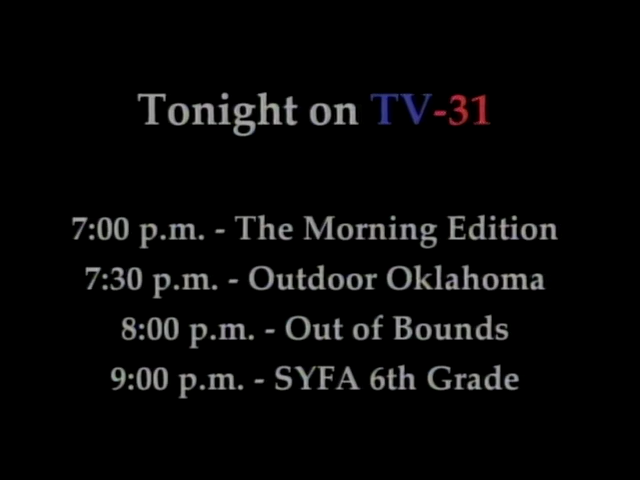 Tonight on TV-31
7:00 p.m. - The Morning Edition
7:30 p.m. - Outdoor Oklahoma
8:00 p.m. - Out of Bounds
9:00 p.m. - SYFA 6th Grade